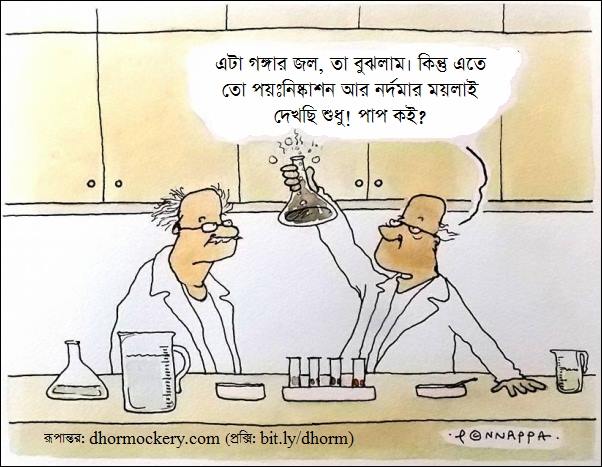 এটা গঙ্গার জল, তা বুঝলাম। কিন্তু এতে
তো পয়ঃনিষ্কাশন আর নর্দমার ময়লাই
দেখছি শুধু! পাপ কই?
রূপান্তর: dhormockery.com (প্রক্সি: bit.ly/dhorm)
PONNAPPA